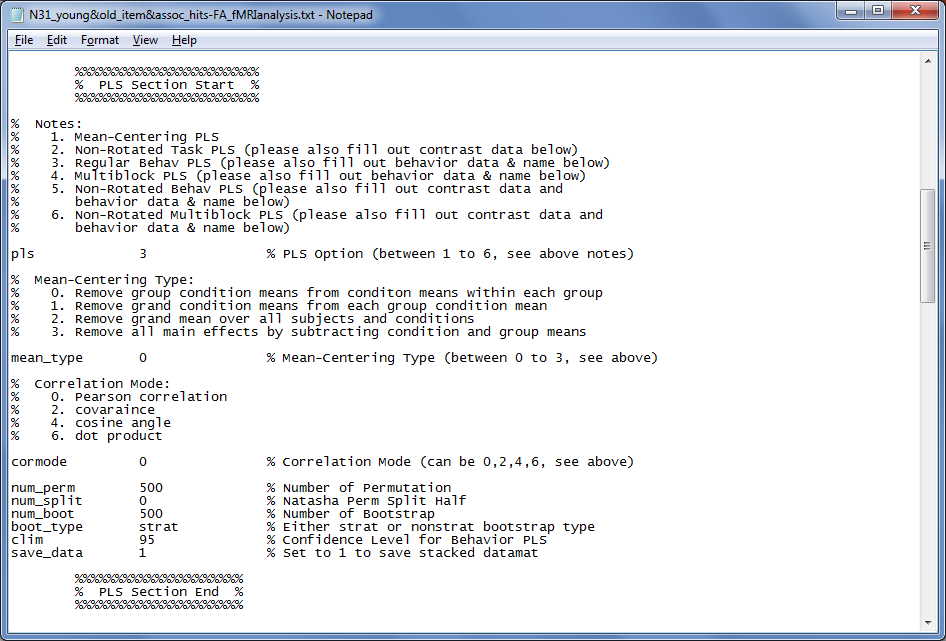 N31_young&old_item&assoc_hits-FA_fMRIanalysis.txt - Notepad
File Edit Format View Help
%%%%%%%%%%%%%%%%%%%%%%%
%  PLS Section Start  %
%%%%%%%%%%%%%%%%%%%%%%%
%  Notes:
%    1. Mean-Centering PLS
%    2. Non-Rotated Task PLS (please also fill out contrast data below)
%    3. Regular Behav PLS (please also fill out behavior data & name below)
%    4. Multiblock PLS (please also fill out behavior data & name below)
%    5. Non-Rotated Behav PLS (please also fill out contrast data and
%       behavior data & name below)
%    6. Non-Rotated Multiblock PLS (please also fill out contrast data and
%       behavior data & name below)
pls             3               % PLS Option (between 1 to 6, see above notes)
%  Mean-Centering Type:
%    0. Remove group condition means from conditon means within each group
%    1. Remove grand condition means from each group condition mean
%    2. Remove grand mean over all subjects and conditions
%    3. Remove all main effects by subtracting condition and group means
mean_type       0               % Mean-Centering Type (between 0 to 3, see above)
%  Correlation Mode:
%    0. Pearson correlation
%    2. covaraince
%    4. cosine angle
%    6. dot product
cormode         0               % Correlation Mode (can be 0,2,4,6, see above)
num_perm        500             % Number of Permutation
num_split       0               % Natasha Perm Split Half
num_boot        500             % Number of Bootstrap
boot_type       strat           % Either strat or nonstrat bootstrap type
clim            95              % Confidence Level for Behavior PLS
save_data       1               % Set to 1 to save stacked datamat
%%%%%%%%%%%%%%%%%%%%%
%  PLS Section End  %
%%%%%%%%%%%%%%%%%%%%%